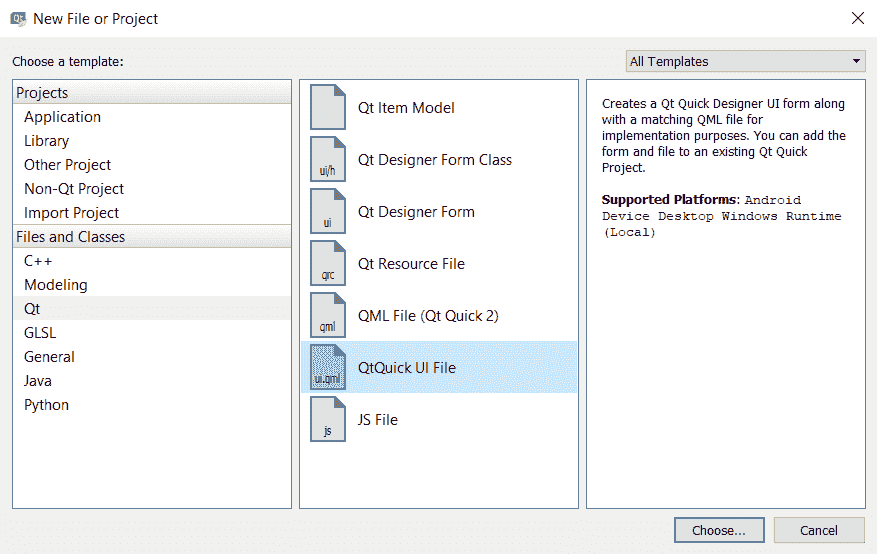 Qt New File or Project
Choose a template:
All Templates
Projects
Application
Library
Other Project
Non-Qt Project
Import Project
Files and Classes
C++
Modeling
Qt
GLSL
General
Java
Python
Qt Item Model
ui/h Qt Designer Form Class
ui Qt Designer Form
qrc Qt Resource File
qml QML File (Qt Quick 2)
ui.qml QtQuick UI File
js JS File
Creates a Qt Quick Designer UI form along
with a matching QML file for
implementation purposes. You can add the
form and file to an existing Qt Quick
Project.
Supported Platforms: Android
Device Desktop Windows Runtime
(Local)
Choose...
Cancel